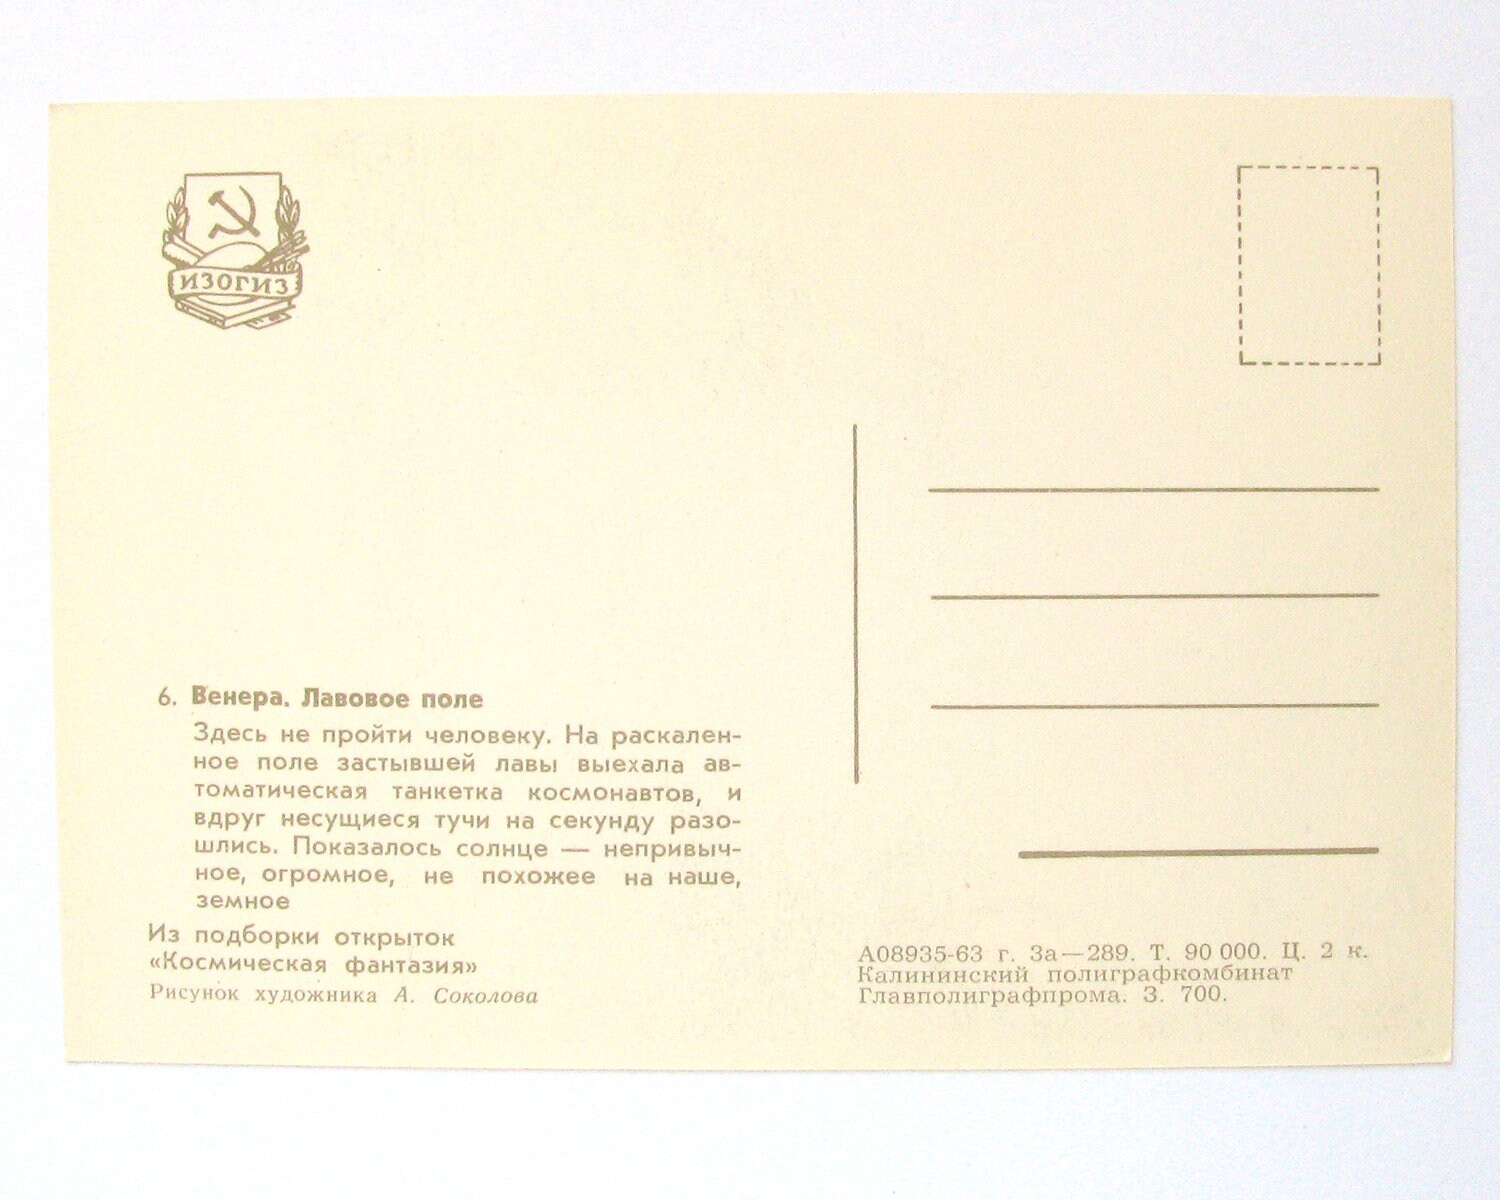 ИЗОГИЗ
6. Венера. Лавовое поле
Здесь не пройти человеку. На раскален-
ное поле застывшей лавы выехала ав-
томатическая танкетка космонавтов, и
вдруг несущиеся тучи на секунду разо-
шлись. Показалось солнце — непривыч-
ное, огромное, не похожее на наше,
земное
Из подборки открыток
«Космическая фантазия»
Рисунок художника А. Соколова
А08935-63 г. За—289. Т. 90 000. Ц. 2 к.
Калининский полиграфкомбинат
Главполиграфпрома. З. 700.